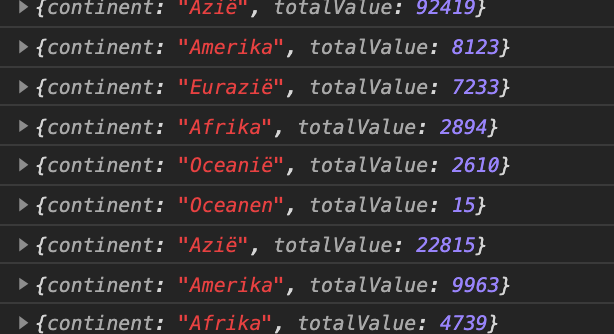 {continent: "Azië", totalValue: 92419}
{continent: "Amerika", totalValue: 8123}
{continent: "Eurazië", totalValue: 7233}
{continent: "Afrika", totalValue: 2894}
{continent: "Oceanië", totalValue: 2610}
{continent: "Oceanen", totalValue: 15}
{continent: "Azië", totalValue: 22815}
{continent: "Amerika", totalValue: 9963}
{continent: "Afrika", totalValue: 4739}